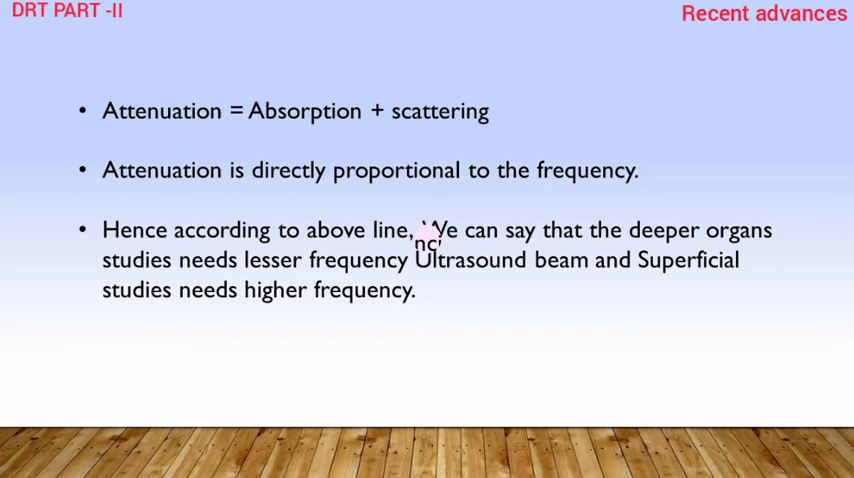 DRT PART -II
Recent advances
• Attenuation = Absorption + scattering
• Attenuation is directly proportional to the frequency.
• Hence according to above line, We can say that the deeper organs
studies needs lesser frequency Ultrasound beam and Superficial
studies needs higher frequency.